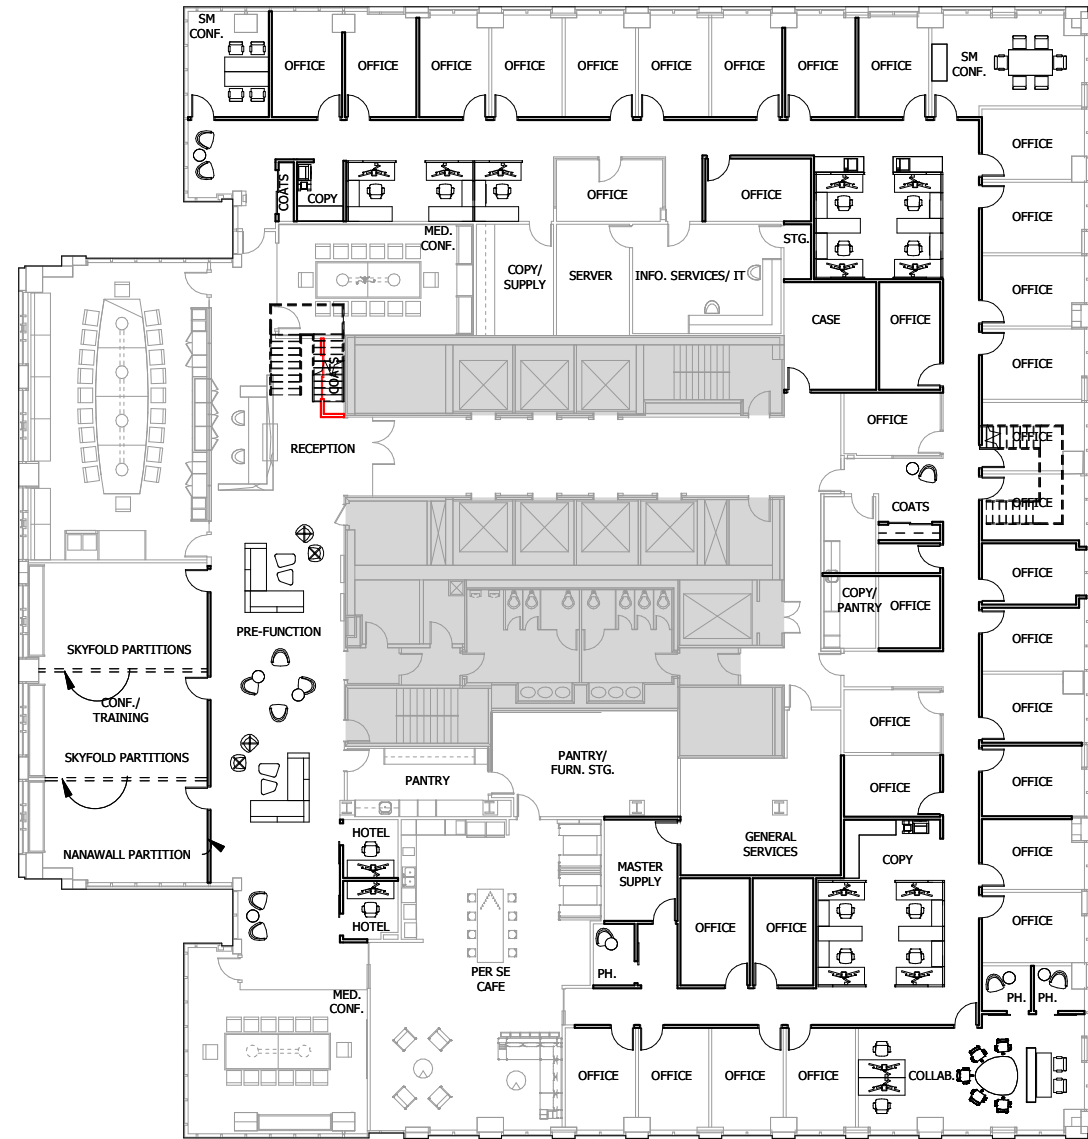 SM
CONF.
OFFICE
OFFICE
OFFICE
OFFICE
OFFICE
OFFICE
OFFICE
OFFICE
OFFICE
SM
CONF.
OFFICE
COATS
COPY
OFFICE
OFFICE
OFFICE
MED.
CONF.
STG.
COPY/
SUPPLY
SERVER
INFO. SERVICES/ IT
OFFICE
CASE
OFFICE
OFFICE
COATS
OFFICE
OFFICE
RECEPTION
COATS
OFFICE
OFFICE
COPY/
PANTRY
OFFICE
PRE-FUNCTION
SKYFOLD PARTITIONS
OFFICE
CONF./
TRAINING
OFFICE
OFFICE
SKYFOLD PARTITIONS
PANTRY/
FURN. STG.
PANTRY
OFFICE
OFFICE
HOTEL
GENERAL
SERVICES
NANAWALL PARTITION
COPY
OFFICE
MASTER
SUPPLY
HOTEL
OFFICE
OFFICE
OFFICE
PER SE
CAFE
PH.
MED.
CONF.
PH.
PH.
OFFICE
OFFICE
OFFICE
OFFICE
COLLAB.